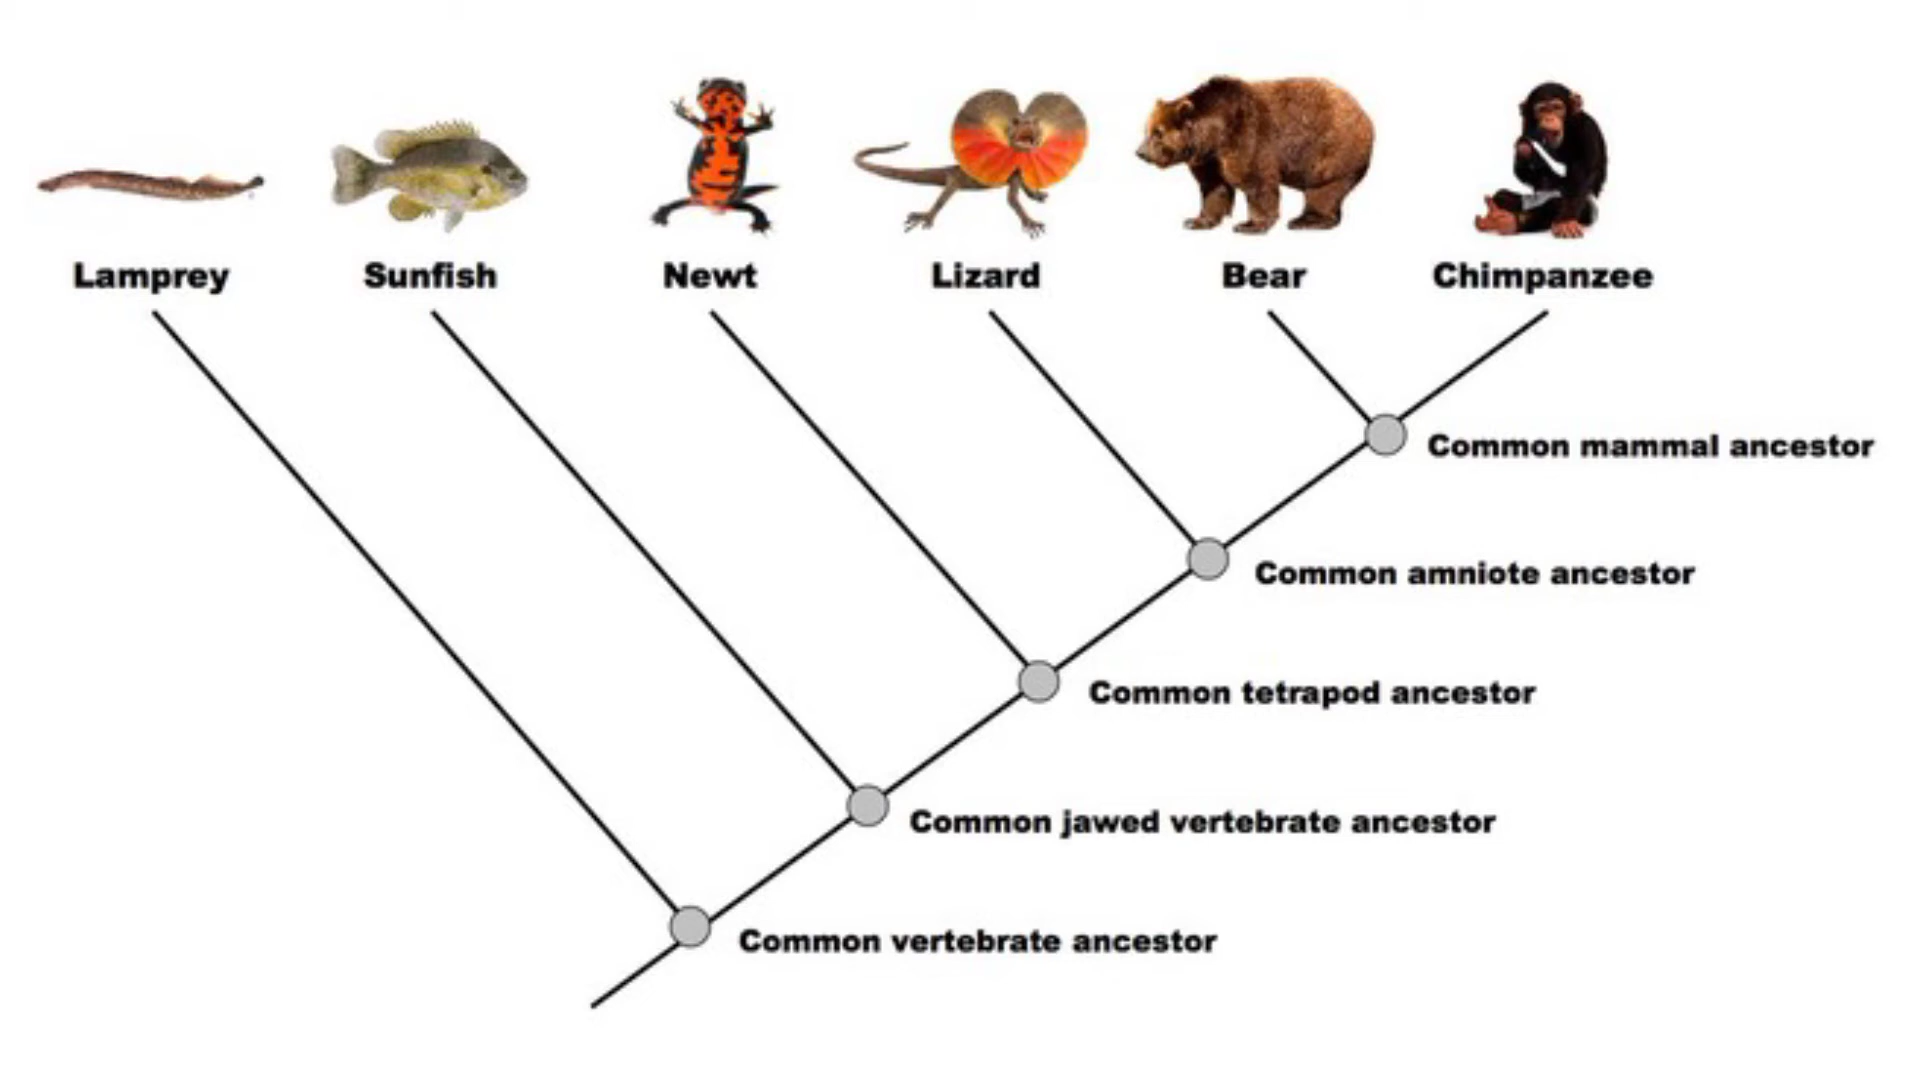 Lamprey
Sunfish
Newt
Lizard
Bear
Chimpanzee
Common mammal ancestor
Common amniote ancestor
Common tetrapod ancestor
Common jawed vertebrate ancestor
Common vertebrate ancestor